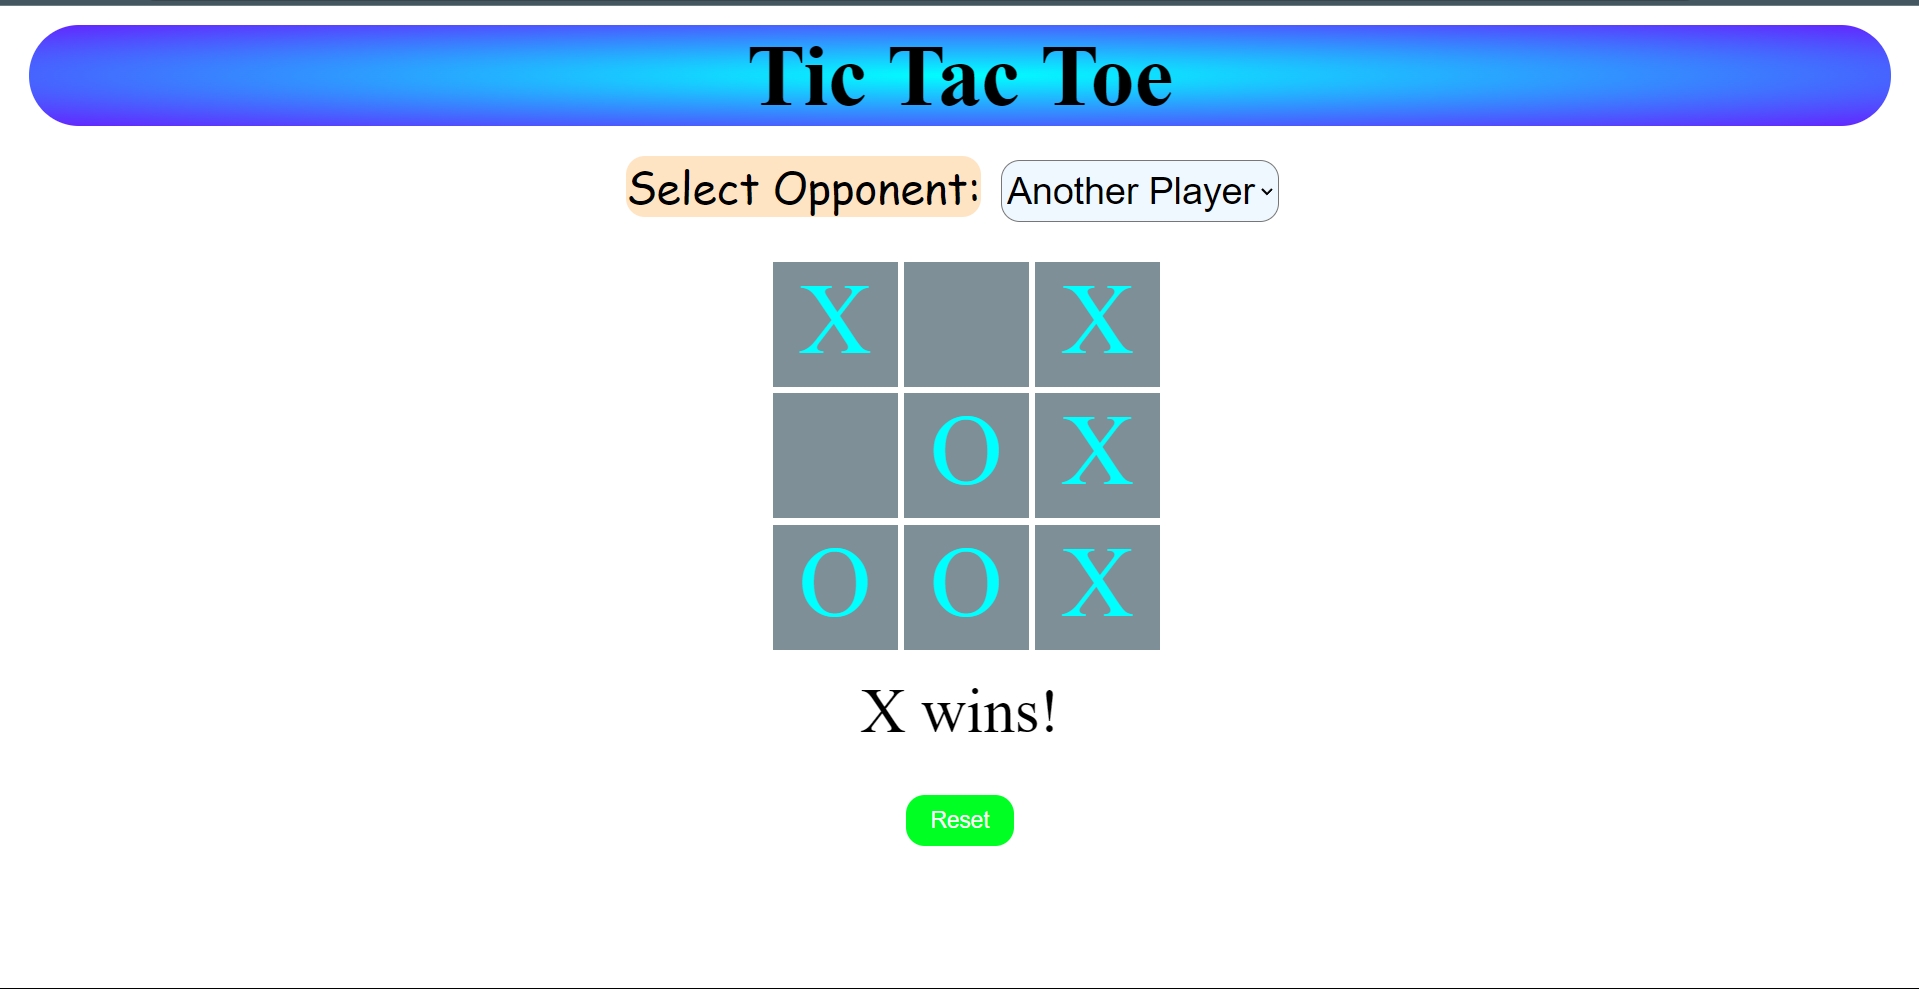 Tic Tac Toe
Select Opponent: Another Player
X X
O X
O O X
X wins!
Reset